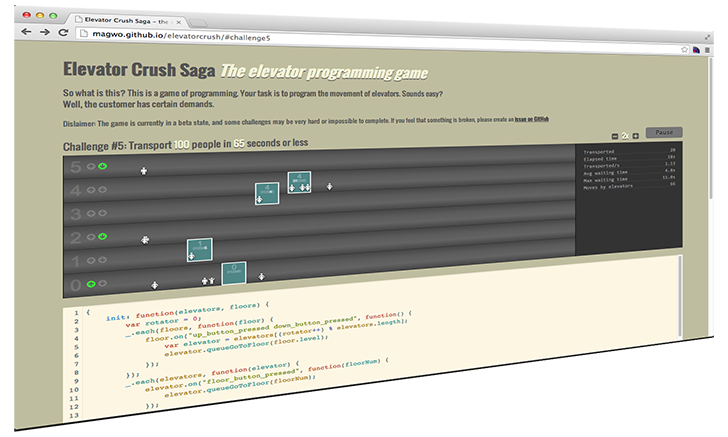 Elevator Crush Saga – the
magwo.github.io/elevatorcrush/#challenge5
Elevator Crush Saga The elevator programming game
So what is this? This is a game of programming. Your task is to program the movement of elevators. Sounds easy?
Well, the customer has certain demands.
Disclaimer: The game is currently in a beta state, and some challenges may be very hard or impossible to complete. If you feel that something is broken, please create an issue on GitHub
Challenge #5: Transport 100 people in 65 seconds or less
2x
Pause
Transported 20
Elapsed time 18s
Transported/s 1.13
Avg waiting time
Max waiting time
Moves by elevators
5
4
4
4
3
2
1
1
0
0
1 {
2 init: function(elevators, floors) {
3 var rotator = 0;
4 _.each(floors, function(floor) {
5 floor.on("up_button_pressed down_button_pressed", function() {
6 var elevator = elevators[(rotator++) % elevators.length];
7 elevator.queueGoToFloor(floor.level);
8 });
9 });
10 _.each(elevators, function(elevator) {
11 elevator.on("floor_button_pressed", function(floorNum) {
12 elevator.queueGoToFloor(floorNum);
13 });